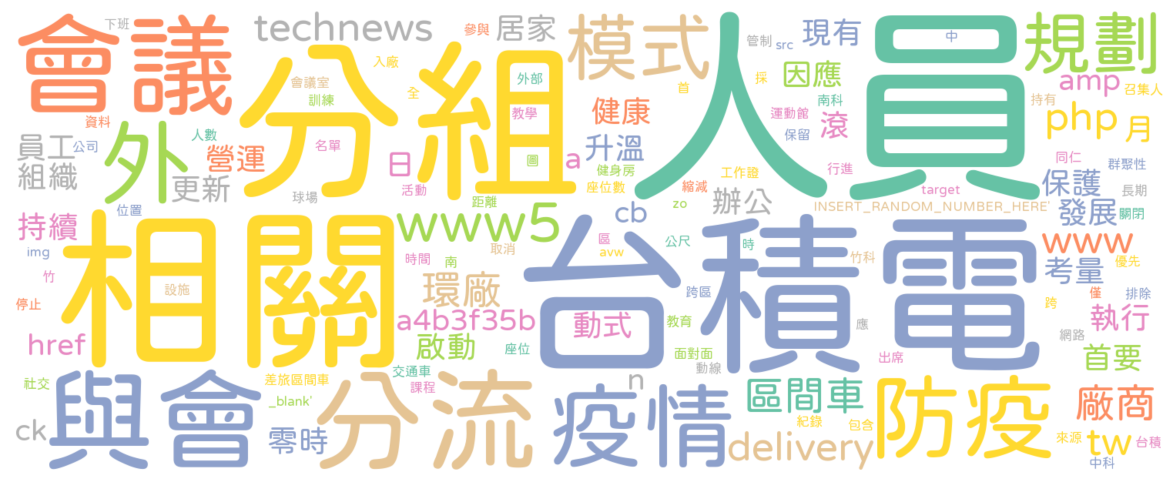 下班
technews
參與
居家
模式
管制
src
現有
中
規劃
會議
分組
人員
入廠
會議室
訓練
全
外部
教學
圍
首
因應
採
運動館
amp
召集人
持有
南科
保留
滾
php
月
資料
健康
外
人數
員工
公司
組織
營運
更新
名單
日
活動
a
升溫
健身房
座位數
工作證
縮減
行進
同仁
群聚性
保護
長期
球場
距離
zo
辦公
target
INSERT_RANDOM_NUMBER_HERE'
發展
關閉
位置
持續
www5
cb
相關
台積電
img
竹
時間
南
取消
區
avw
公尺
時
竹科
www
優先
考量
設施
環廠
跨區
僅
排除
停止
a4b3f35b
動式
教育
跨
執行
應
網路
href
啟動
座位
面對面
動線
出席
首要
社交
與會
差旅區間車
_blank'
交通車
課程
分流
n
疫情
區間車
防疫
廠商
紀錄
包含
ck
零時
delivery
來源
tw
台積
中科